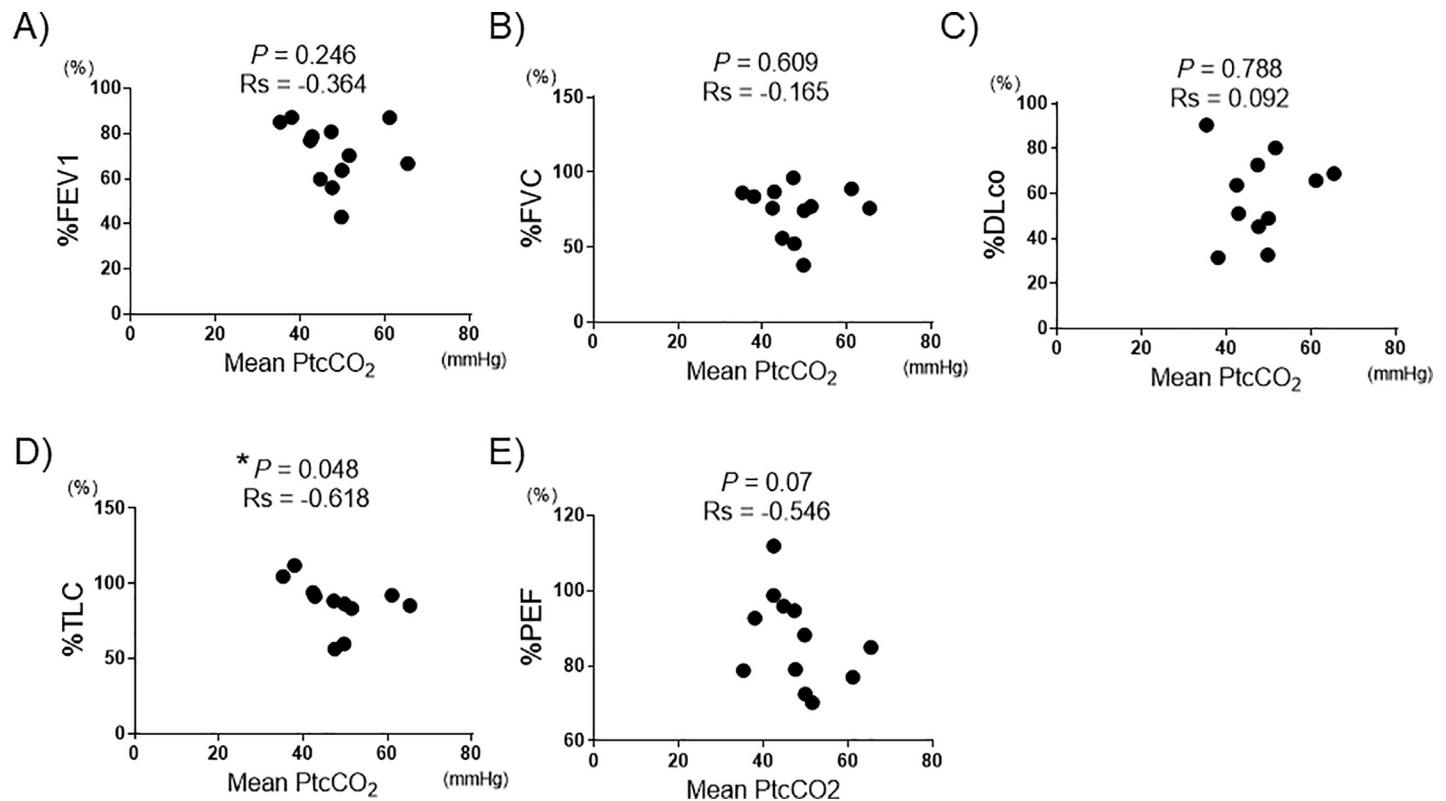 A)
P = 0.246
Rs = -0.364
(%)
100
80
60
40
20
0
%FEV1
0 20 40 60 80
Mean PtcCO₂ (mmHg)
B)
P = 0.609
Rs = -0.165
(%)
150
100
50
0
%FVC
0 20 40 60 80
Mean PtcCO₂ (mmHg)
C)
P = 0.788
Rs = 0.092
(%)
100
80
60
40
20
0
%DLco
0 20 40 60 80
Mean PtcCO₂ (mmHg)
D)
* P = 0.048
Rs = -0.618
(%)
150
100
50
0
%TLC
0 20 40 60 80
Mean PtcCO₂ (mmHg)
E)
P = 0.07
Rs = -0.546
(%)
120
100
80
60
%PEF
0 20 40 60 80
Mean PtcCO2